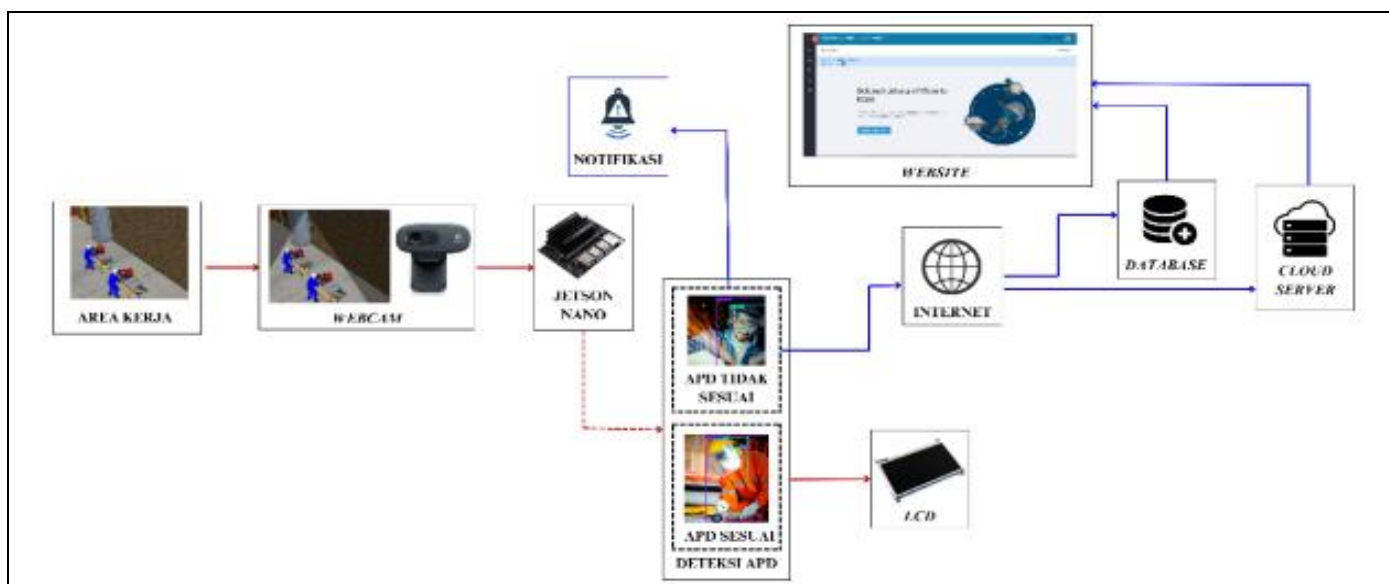 NOTIFIKASI
WEBSITE
AREA KERJA
WEBCAM
JETSON
NANO
INTERNET
DATABASE
CLOUD
SERVER
APD TIDAK
SESUAI
APD SESUAI
DETEKSI APD
LCD